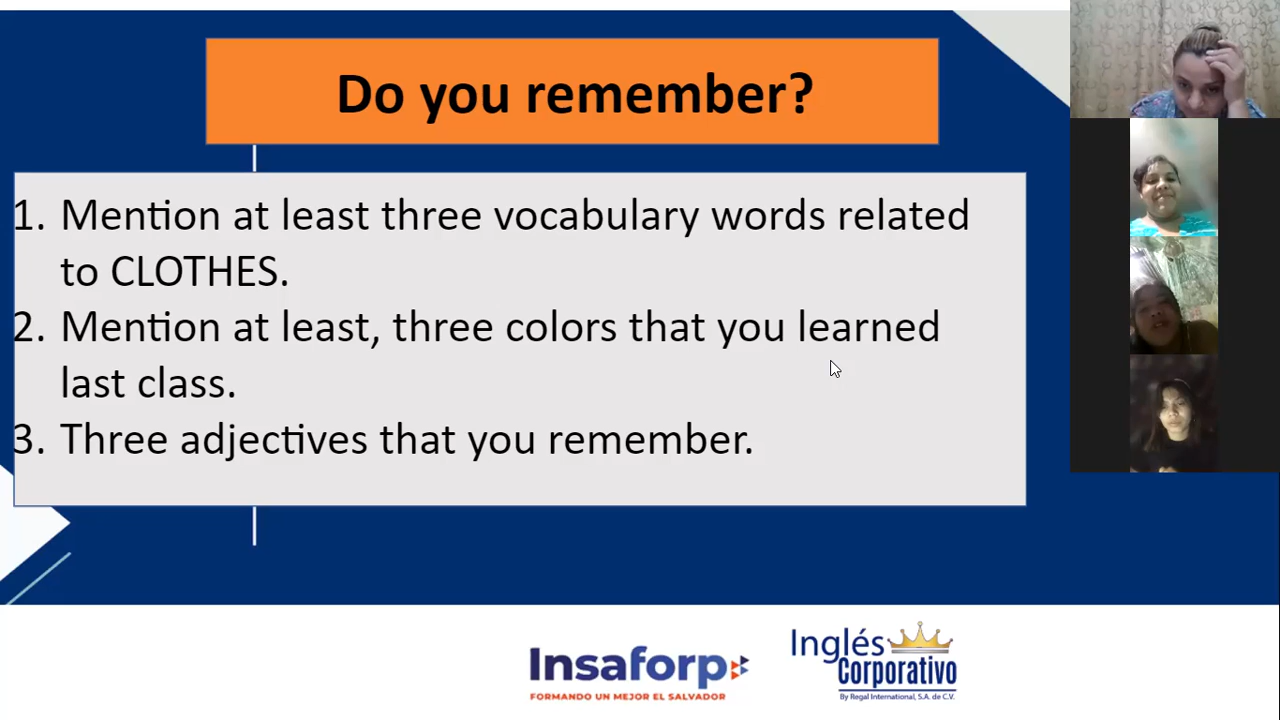 Do you remember?
1. Mention at least three vocabulary words related
to CLOTHES.
2. Mention at least, three colors that you learned
last class.
3. Three adjectives that you remember.
Insaforp
FORMANDO UN MEJOR EL SALVADOR
Inglés
Corporativo
By Regal International, S.A. de C.V.